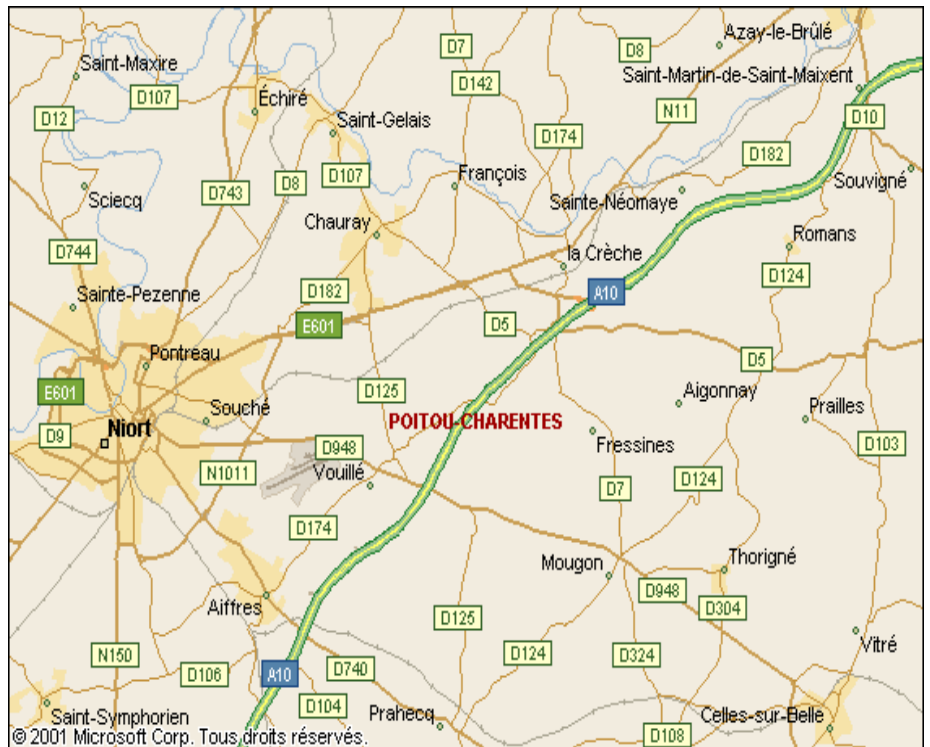 D7
D8
Azay-le-Brûlé
Saint-Maxire
Saint-Martin-de-Saint-Maixent
D142
D107
Échiré
N11
D10
D12
Saint-Gelais
D174
D182
François
D107
D8
D743
Souvigné
Sciecq
Sainte-Néomaye
Chauray
Romans
D744
la Crèche
D124
D182
A10
Sainte-Pezenne
E601
D5
Pontreau
D5
E601
D125
Aigonnay
Souché
Prailles
POITOU-CHARENTES
Niort
D9
D948
Fressines
D103
N1011
Vouillé
D124
D7
D174
Mougon
Thorigné
D948
Aiffres
D304
D125
Vitré
N150
D124
D324
D106
A10
D740
D104
Saint-Symphorien
Prahecq
Celles-sur-Belle
D108
© 2001 Microsoft Corp. Tous droits réservés.